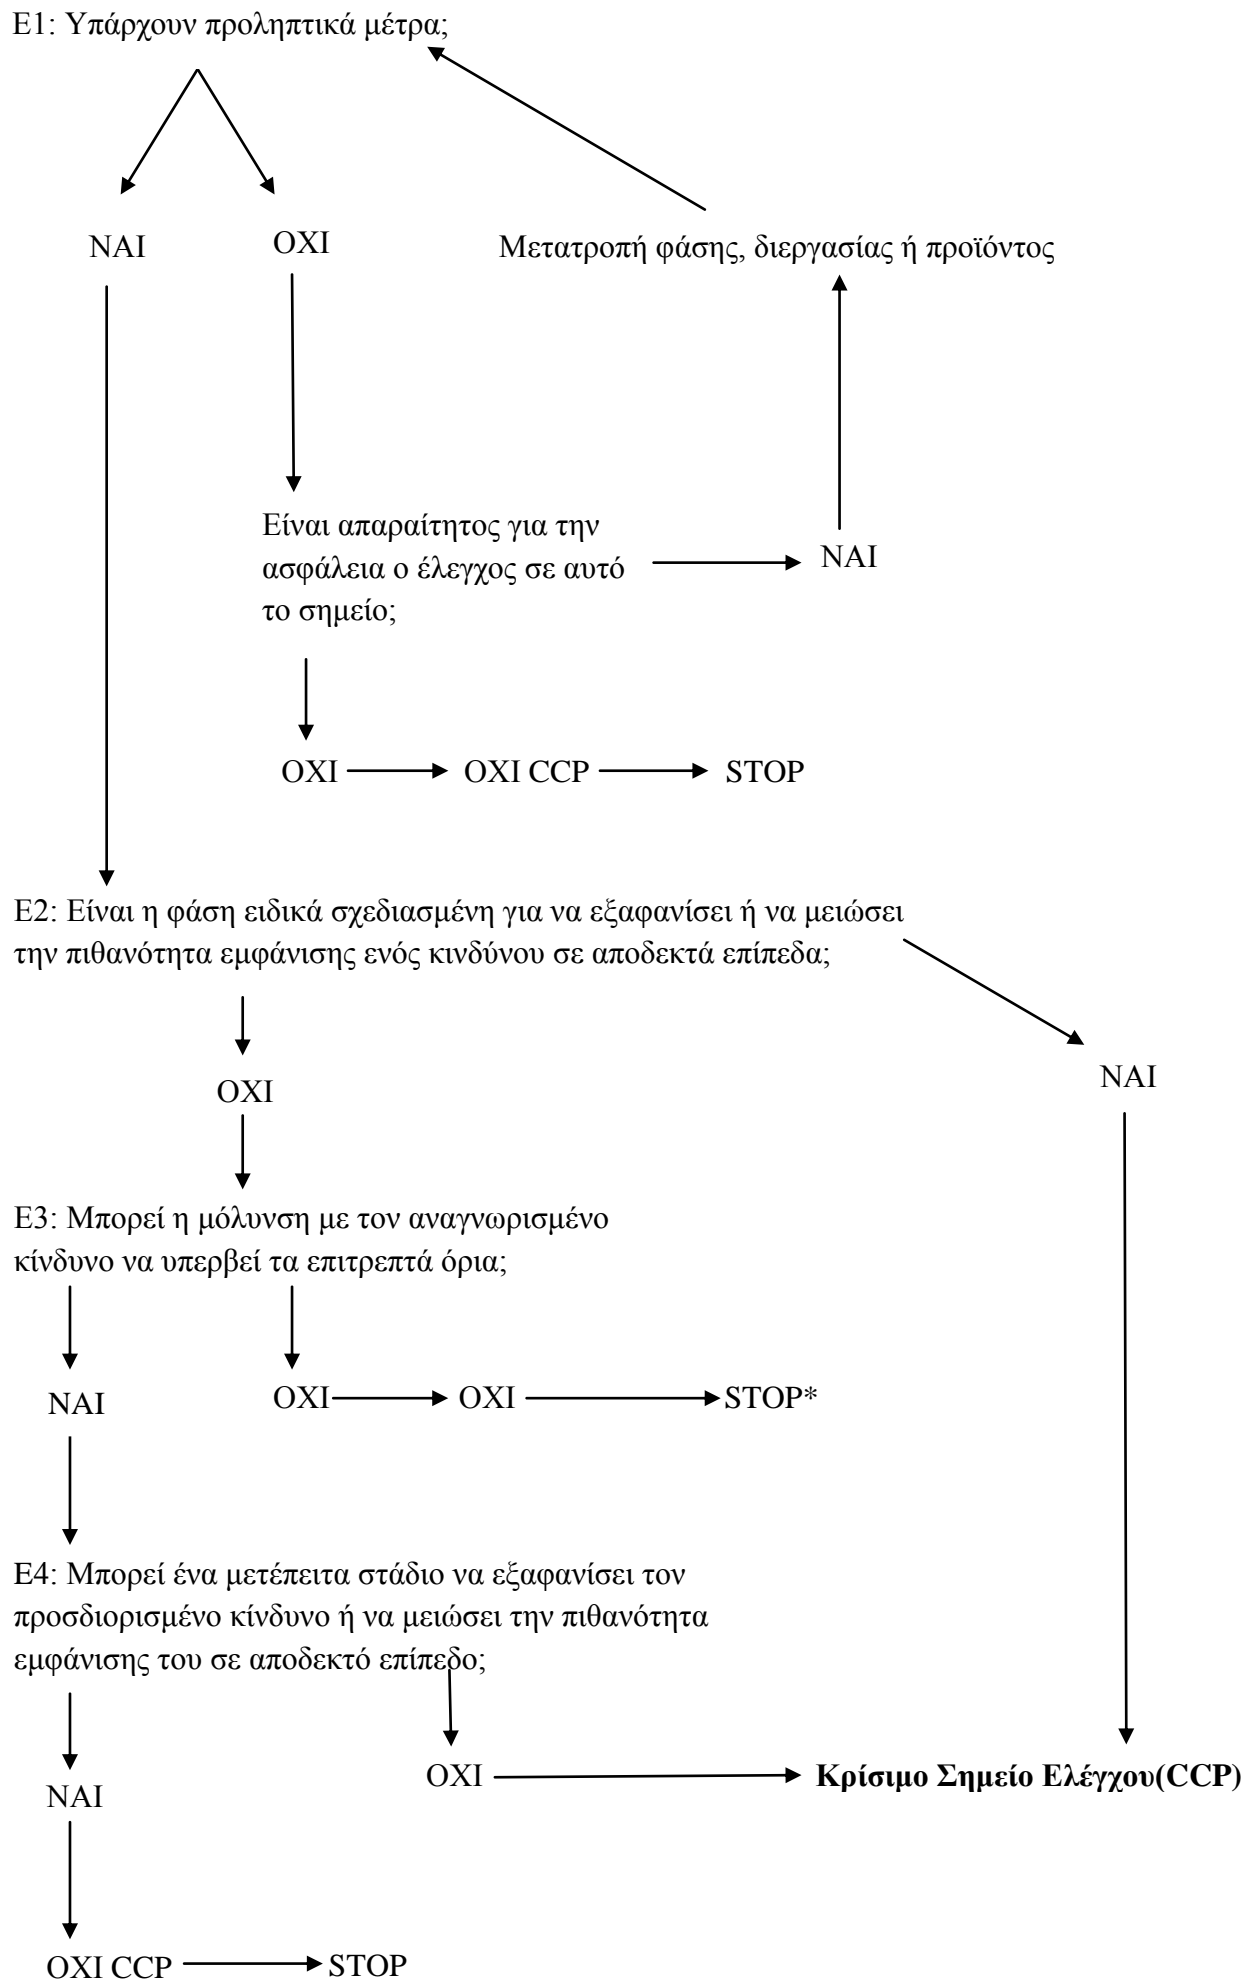 Ε1: Υπάρχουν προληπτικά μέτρα;
ΝΑΙ
ΟΧΙ
Μετατροπή φάσης, διεργασίας ή προϊόντος
Είναι απαραίτητος για την
ασφάλεια ο έλεγχος σε αυτό
το σημείο;
ΝΑΙ
ΟΧΙ
ΟΧΙ CCP
STOP
Ε2: Είναι η φάση ειδικά σχεδιασμένη για να εξαφανίσει ή να μειώσει
την πιθανότητα εμφάνισης ενός κινδύνου σε αποδεκτά επίπεδα;
ΟΧΙ
ΝΑΙ
Ε3: Μπορεί η μόλυνση με τον αναγνωρισμένο
κίνδυνο να υπερβεί τα επιτρεπτά όρια;
ΝΑΙ
ΟΧΙ
ΟΧΙ
STOP*
Ε4: Μπορεί ένα μετέπειτα στάδιο να εξαφανίσει τον
προσδιορισμένο κίνδυνο ή να μειώσει την πιθανότητα
εμφάνισης του σε αποδεκτό επίπεδο;
ΝΑΙ
ΟΧΙ
Κρίσιμο Σημείο Ελέγχου(CCP)
ΟΧΙ CCP
STOP